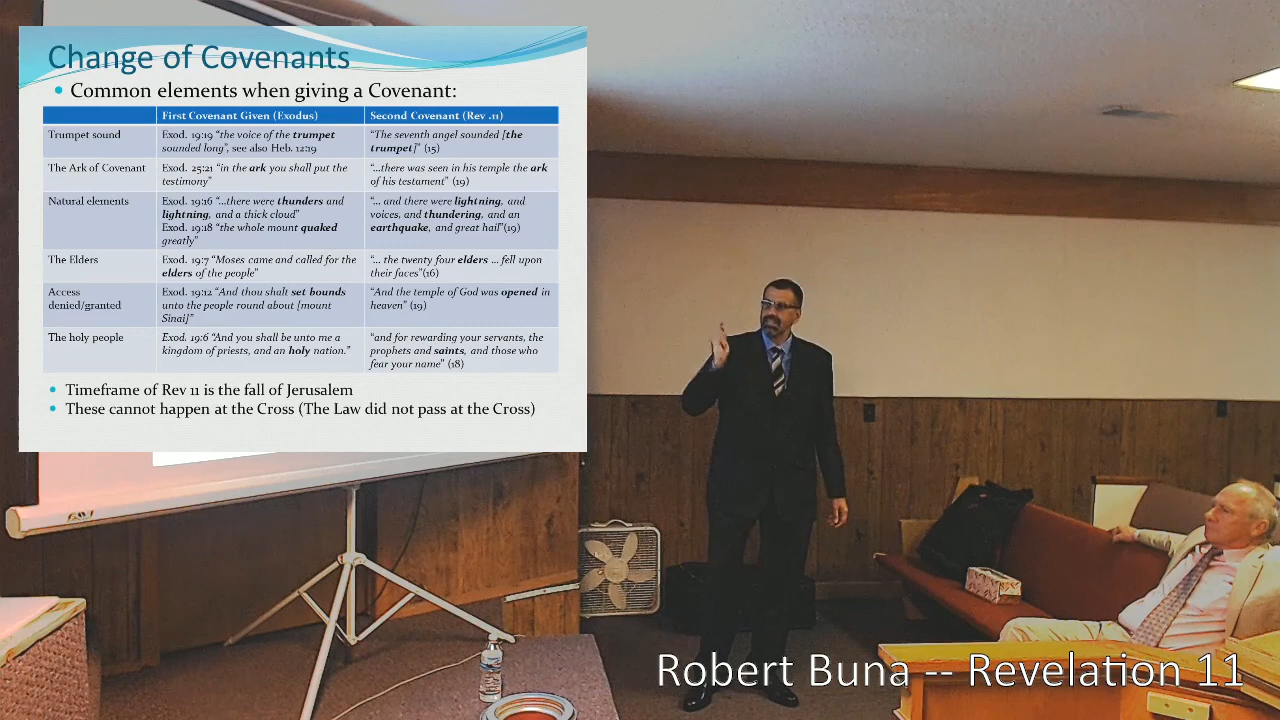 Change of Covenants
• Common elements when giving a Covenant:
First Covenant Given (Exodus) Second Covenant (Rev .11)
Trumpet sound
Exod. 19:19 “the voice of the trumpet
sounded long”, see also Heb. 12:19
“The seventh angel sounded [the
trumpet]” (15)
The Ark of Covenant
Exod. 25:21 “in the ark you shall put the
testimony”
“…there was seen in his temple the ark
of his testament” (19)
Natural elements
Exod. 19:16 “…there were thunders and
lightning, and a thick cloud”
Exod. 19:18 “the whole mount quaked
greatly”
“… and there were lightning, and
voices, and thundering, and an
earthquake, and great hail”(19)
The Elders
Exod. 19:7 “Moses came and called for the
elders of the people”
“… the twenty four elders … fell upon
their faces”(16)
Access
denied/granted
Exod. 19:12 “And thou shalt set bounds
unto the people round about [mount
Sinai]”
“And the temple of God was opened in
heaven” (19)
The holy people
Exod. 19:6 “And you shall be unto me a
kingdom of priests, and an holy nation.”
“and for rewarding your servants, the
prophets and saints, and those who
fear your name” (18)
• Timeframe of Rev 11 is the fall of Jerusalem
• These cannot happen at the Cross (The Law did not pass at the Cross)
Robert Buna -- Revelation 11